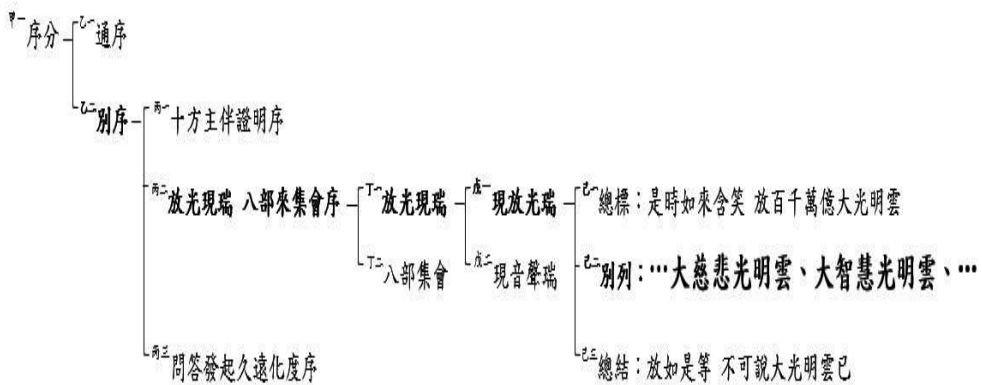 甲一 序分
乙一 通序
乙二 別序
丙一 十方主伴證明序
丙二 放光現瑞 八部來集會序
丁一 放光現瑞
戊一 現放光瑞
己一 總標：是時如來含笑 放百千萬億大光明雲
丁二 八部集會
戊二 現音聲瑞
己二 別列：…大慈悲光明雲、大智慧光明雲、…
丙三 問答發起久遠化度序
己三 總結：放如是等 不可說大光明雲已